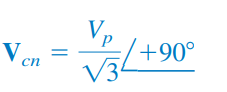 V_cn = V_p/√3 ∠+90°